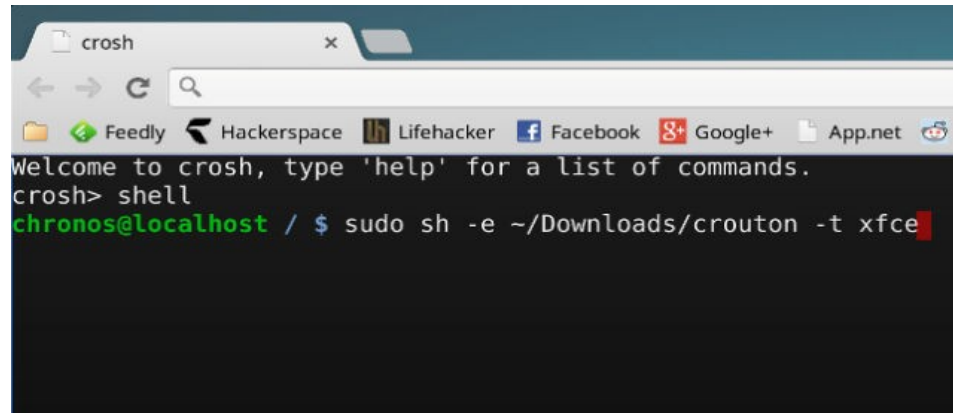 crosh
Feedly Hackerspace Lifehacker Facebook Google+ App.net
Welcome to crosh, type 'help' for a list of commands.
crosh> shell
chronos@localhost / $ sudo sh -e ~/Downloads/crouton -t xfce